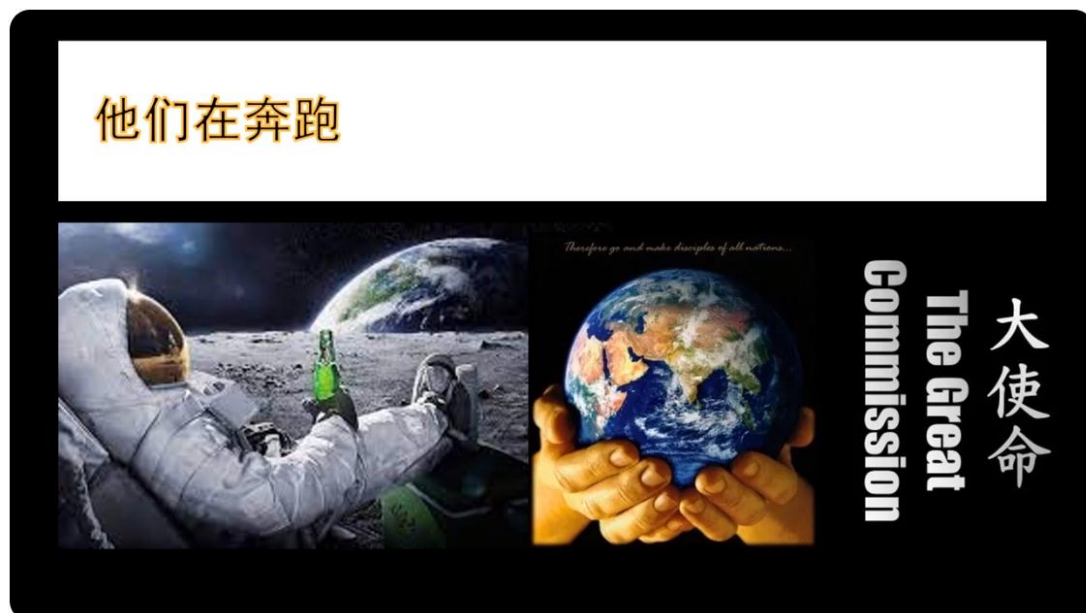 他们在奔跑
Therefore go and make disciples of all nations...
大使命
The Great
Commission